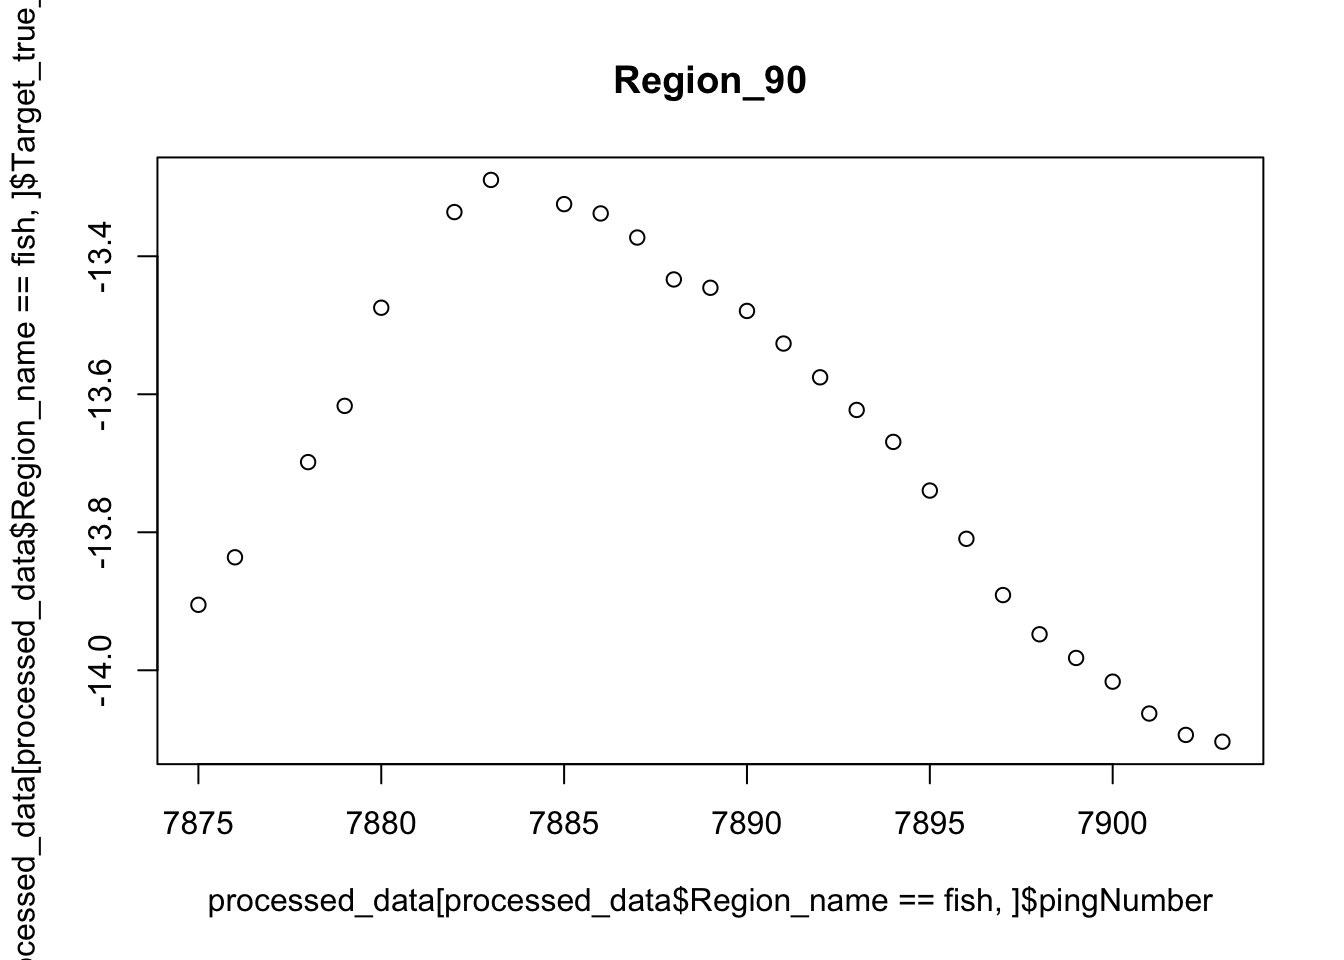 Region_90
cessed_data[processed_data$Region_name == fish, ]$Target_true_
-13.4
-13.6
-13.8
-14.0
7875 7880 7885 7890 7895 7900
processed_data[processed_data$Region_name == fish, ]$pingNumber